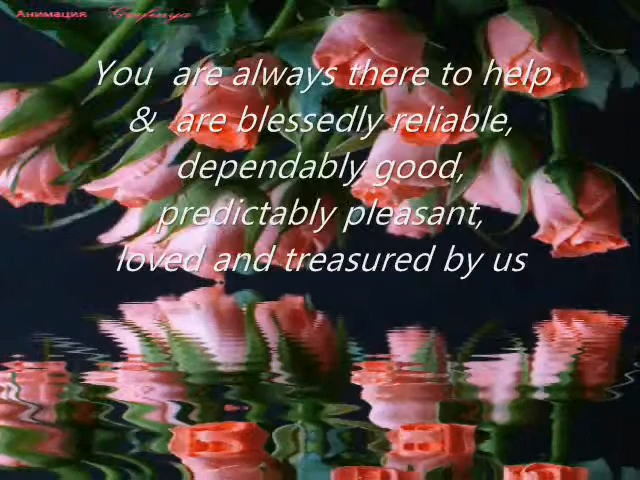 Анимация
You are always there to help
& are blessedly reliable,
dependably good,
predictably pleasant,
loved and treasured by us